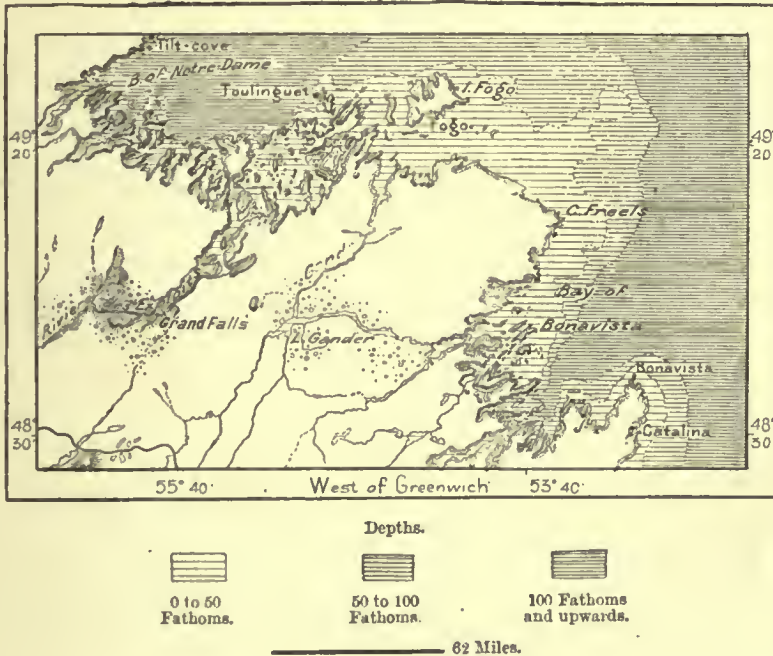 Tilt-cove
B. of Notre-Dame
Toulinguet
I. Fogo
Togo
49°
20'
49°
20'
C. Freels
Gand
Bay of
Bonavista
Grand Falls
L. Gander
Bonavista
Catalina
48°
30'
48°
30'
55° 40'
West of Greenwich
53° 40'
Depths.
0 to 50
Fathoms.
50 to 100
Fathoms.
100 Fathoms
and upwards.
62 Miles.